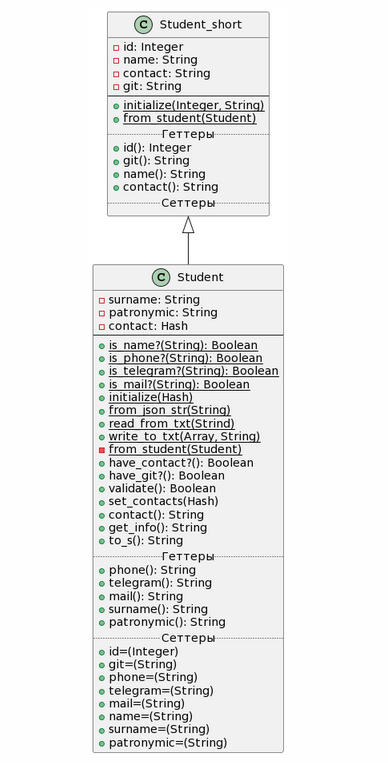 C Student_short
id: Integer
name: String
contact: String
git: String
initialize(Integer, String)
from_student(Student)
Геттеры
id(): Integer
git(): String
name(): String
contact(): String
Сеттеры
C Student
surname: String
patronymic: String
contact: Hash
is_name?(String): Boolean
is_phone?(String): Boolean
is_telegram?(String): Boolean
is_mail?(String): Boolean
initialize(Hash)
from_json_str(String)
read_from_txt(Strind)
write_to_txt(Array, String)
from_student(Student)
have_contact?(): Boolean
have_git?(): Boolean
validate(): Boolean
set_contacts(Hash)
contact(): String
get_info(): String
to_s(): String
Геттеры
phone(): String
telegram(): String
mail(): String
surname(): String
patronymic(): String
Сеттеры
id=(Integer)
git=(String)
phone=(String)
telegram=(String)
mail=(String)
name=(String)
surname=(String)
patronymic=(String)